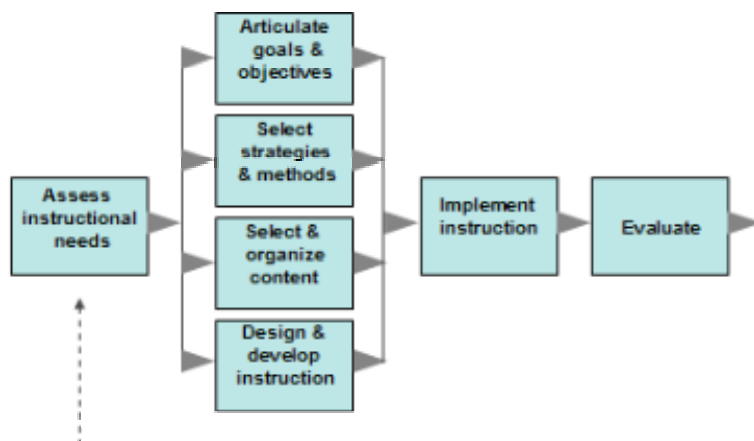 Articulate
goals &
objectives
Select
strategies
& methods
Assess
instructional
needs
Select &
organize
content
Design &
develop
instruction
Implement
instruction
Evaluate